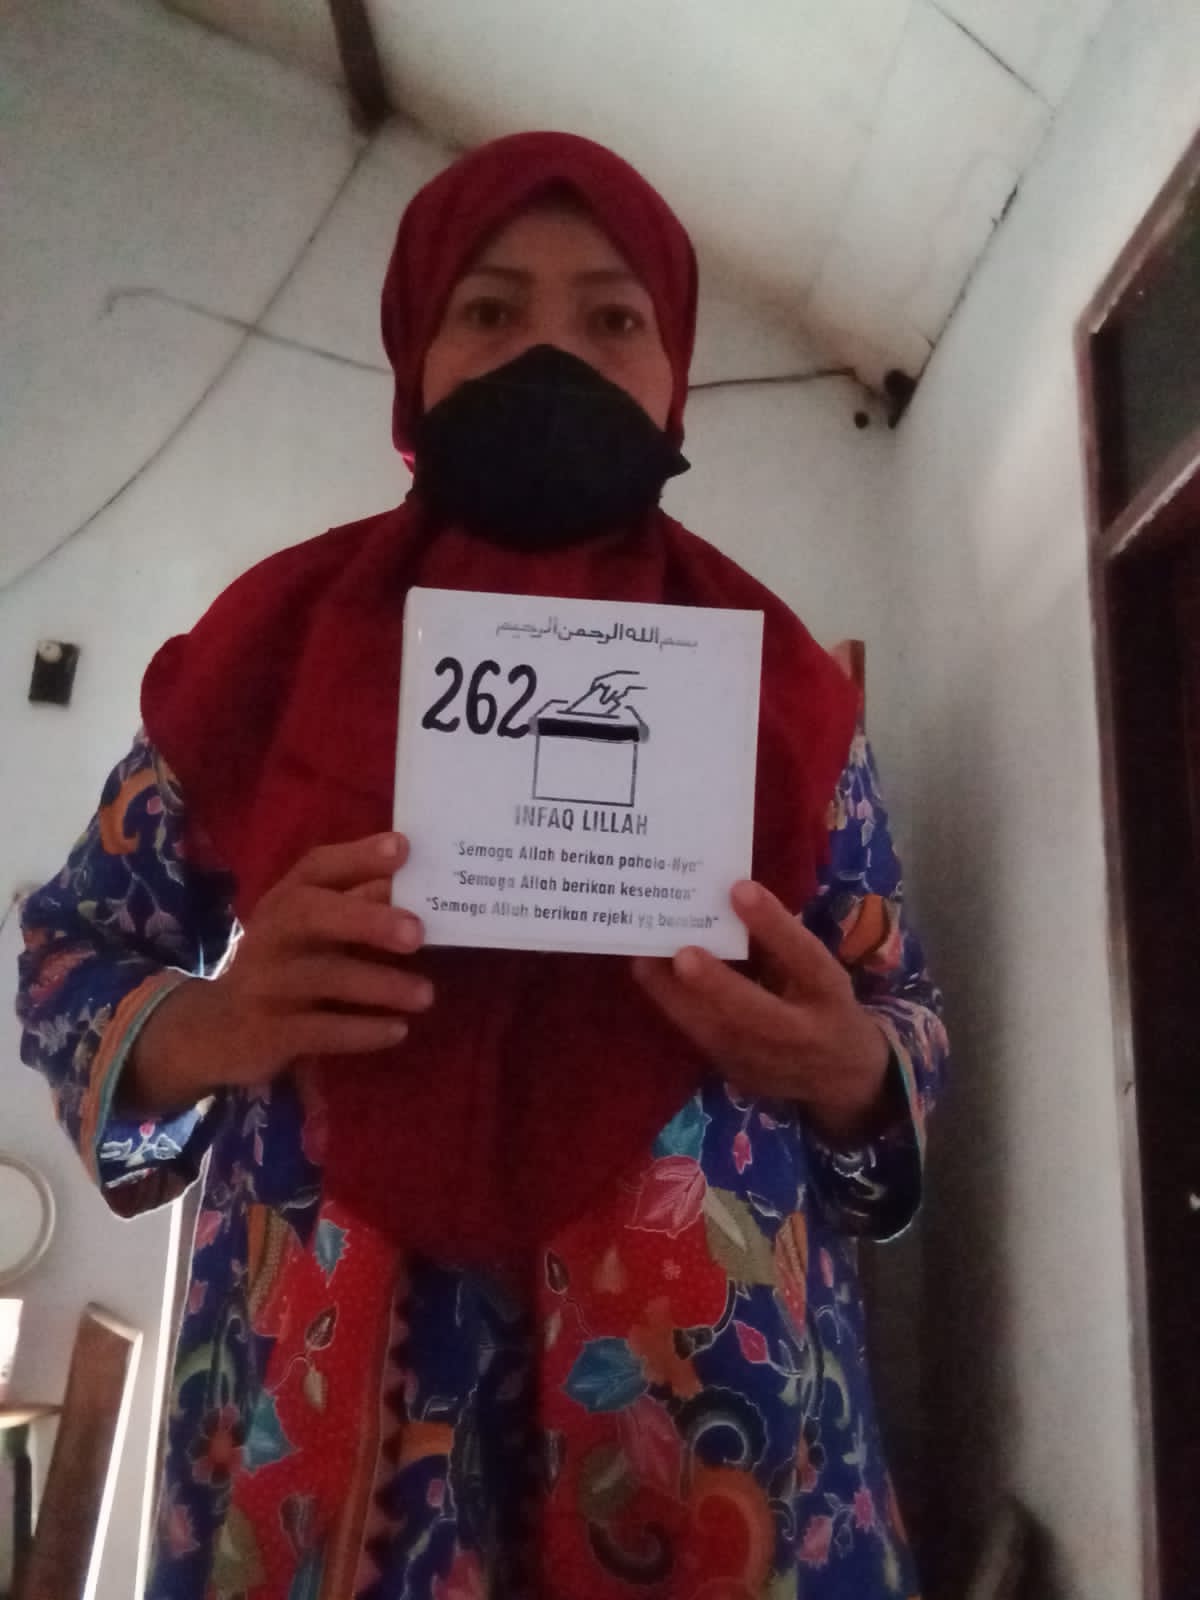 بسم الله الرحمن الرحيم
262
INFAQ LILLAH
"Semoga Allah berikan pahala-Nya"
"Semoga Allah berikan kesehatan"
"Semoga Allah berikan rejeki yg barokah"